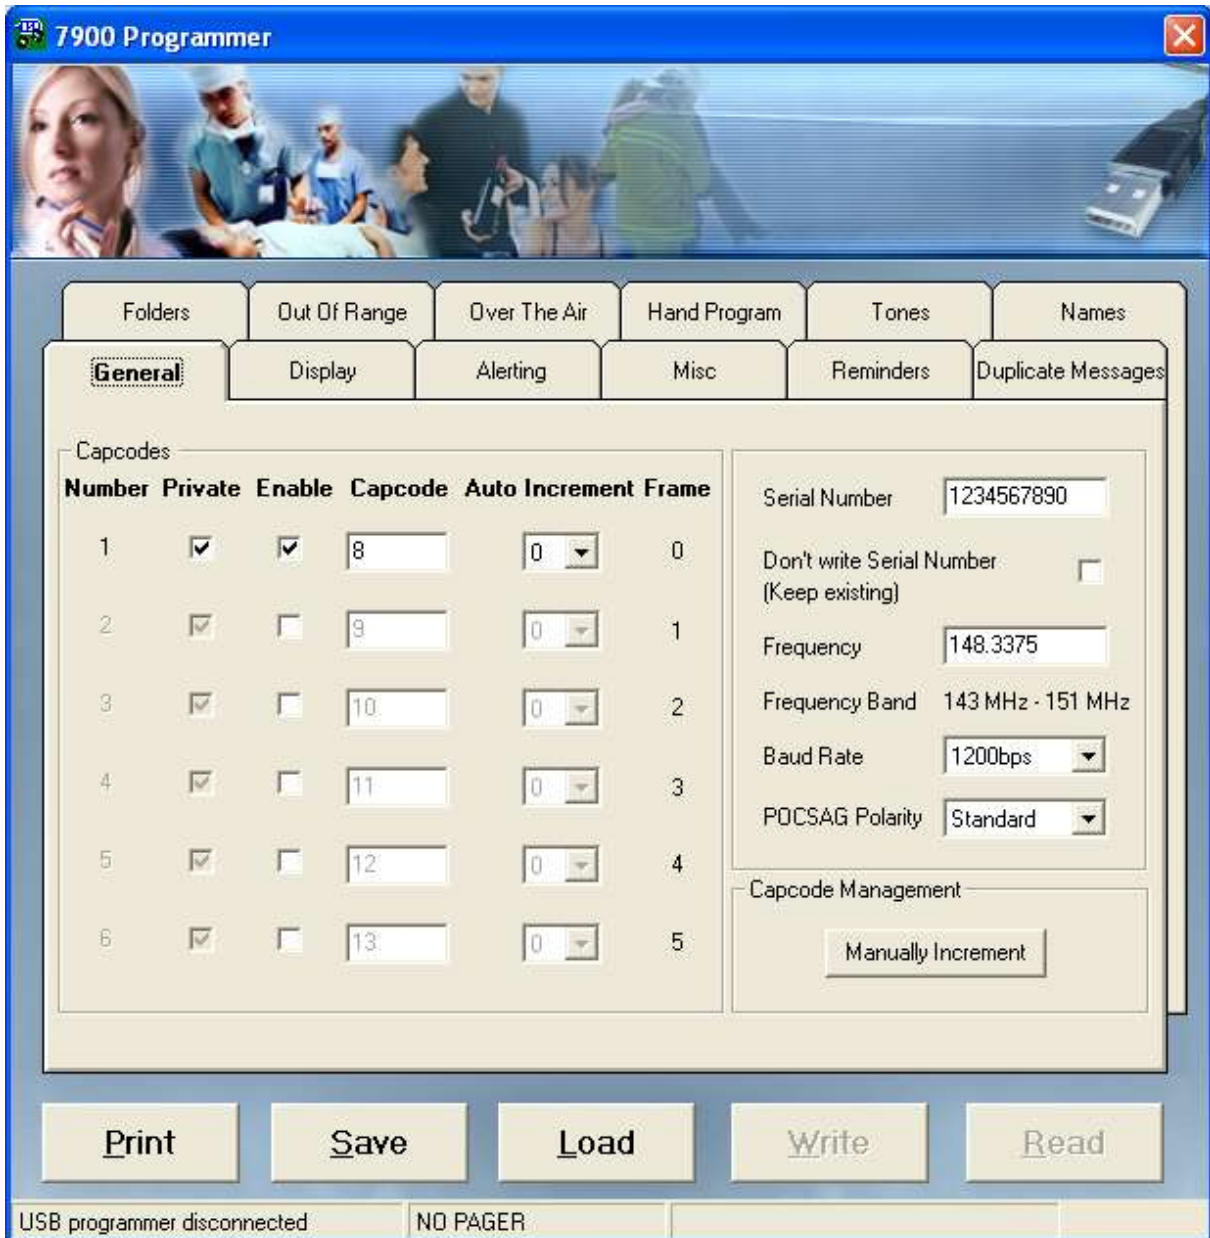 7900 Programmer
Folders Out Of Range Over The Air Hand Program Tones Names
General Display Alerting Misc Reminders Duplicate Messages
Capcodes
Number Private Enable Capcode Auto Increment Frame
1 8 0 0
2 9 0 1
3 10 0 2
4 11 0 3
5 12 0 4
6 13 0 5
Serial Number 1234567890
Don't write Serial Number
(Keep existing)
Frequency 148.3375
Frequency Band 143 MHz - 151 MHz
Baud Rate 1200bps
POCSAG Polarity Standard
Capcode Management
Manually Increment
Print Save Load Write Read
USB programmer disconnected NO PAGER